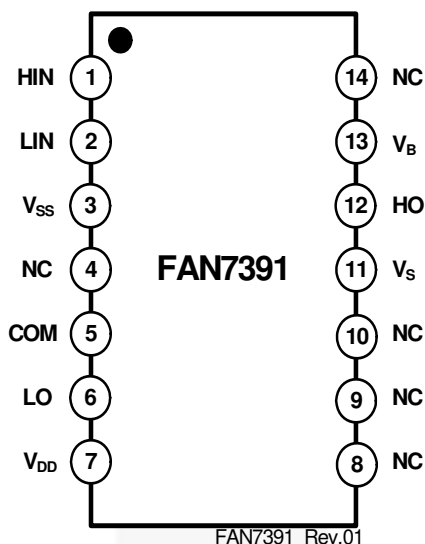 HIN 1 14 NC
LIN 2 13 VB
VSS 3 12 HO
NC 4 FAN7391 11 VS
COM 5 10 NC
LO 6 9 NC
VDD 7 8 NC
FAN7391 Rev.01